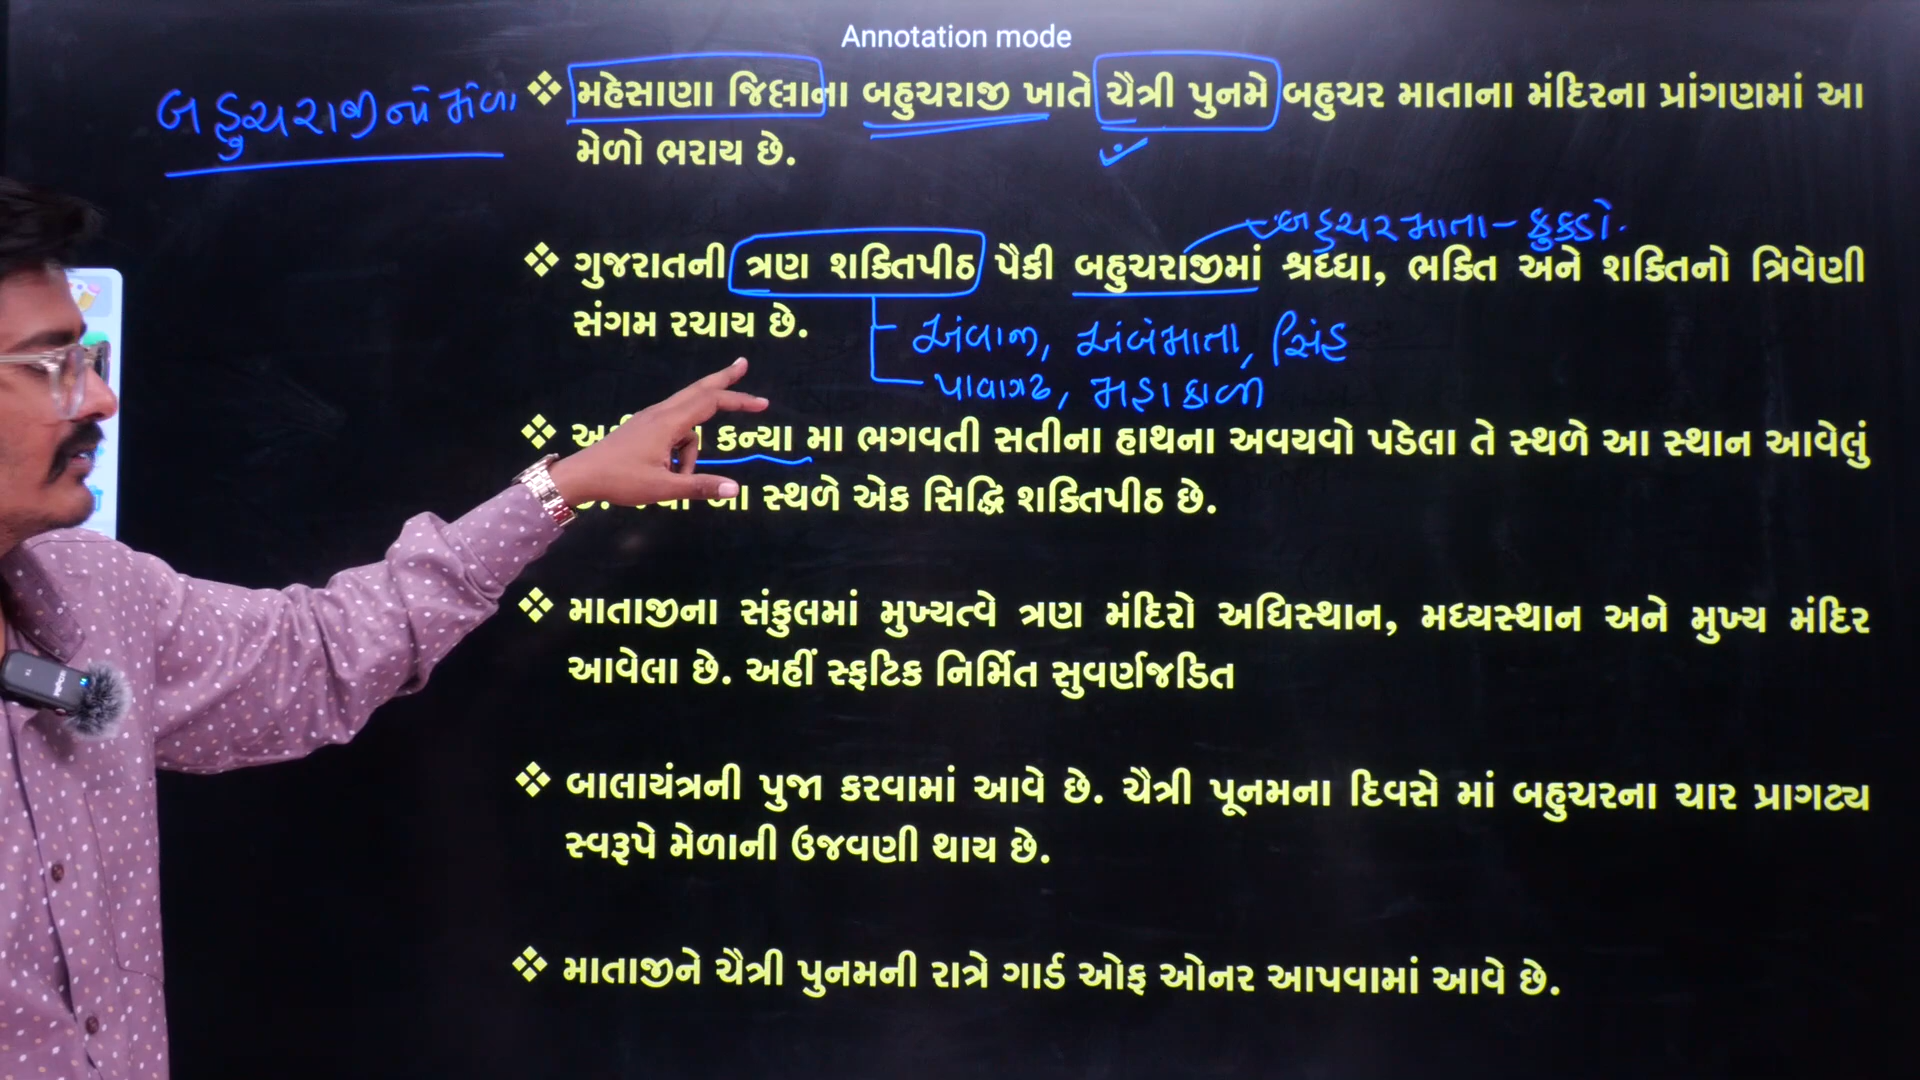 Annotation mode
બહુચરાજીનો મેળો
❖ મહેસાણા જિલ્લાના બહુચરાજી ખાતે ચૈત્રી પુનમે બહુચર માતાના મંદિરના પ્રાંગણમાં આ
મેળો ભરાય છે.
બહુચરમાતા - કુકડો.
❖ ગુજરાતની ત્રણ શક્તિપીઠ પૈકી બહુચરાજીમાં શ્રદ્ધા, ભક્તિ અને શક્તિનો ત્રિવેણી
સંગમ રચાય છે.
અંબાજી, અંબેમાતા, સિંહ
પાવાગઢ, મહાકાળી
❖ કન્યા મા ભગવતી સતીના હાથના અવયવો પડેલા તે સ્થળે આ સ્થાન આવેલું
સ્થળે એક સિદ્ધિ શક્તિપીઠ છે.
❖ માતાજીના સંકુલમાં મુખ્યત્વે ત્રણ મંદિરો અધિસ્થાન, મધ્યસ્થાન અને મુખ્ય મંદિર
આવેલા છે. અહીં સ્ફટિક નિર્મિત સુવર્ણજડિત
❖ બાલાયંત્રની પુજા કરવામાં આવે છે. ચૈત્રી પૂનમના દિવસે માં બહુચરના ચાર પ્રાગટ્ય
સ્વરૂપે મેળાની ઉજવણી થાય છે.
❖ માતાજીને ચૈત્રી પુનમની રાત્રે ગાર્ડ ઓફ ઓનર આપવામાં આવે છે.